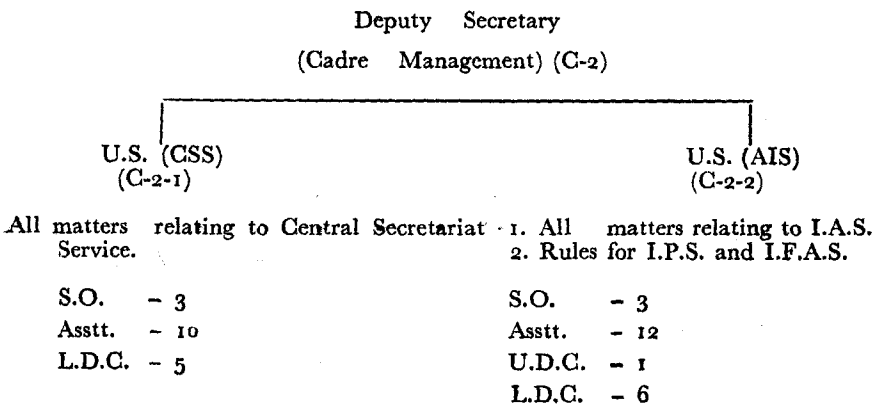 Deputy Secretary
(Cadre Management) (C-2)
U.S. (CSS)
(C-2-1)
All matters relating to Central Secretariat
Service.
S.O. - 3
Asstt. - 10
L.D.C. - 5
U.S. (AIS)
(C-2-2)
1. All matters relating to I.A.S.
2. Rules for I.P.S. and I.F.A.S.
S.O. - 3
Asstt. - 12
U.D.C. - 1
L.D.C. - 6